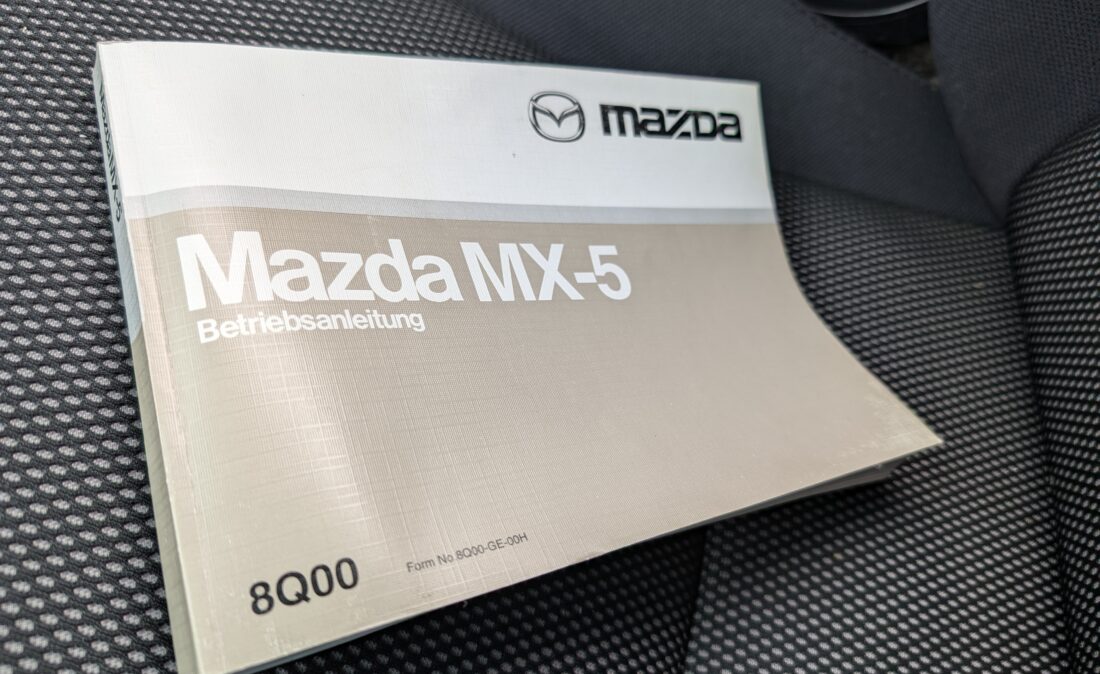 mazda
Mazda MX-5
Betriebsanleitung
8Q00
Form No 8Q00-GE-00H